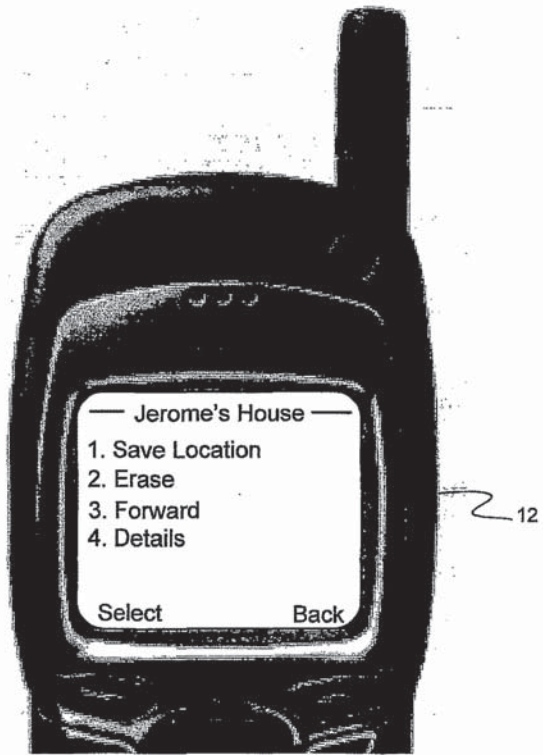 Jerome's House
1. Save Location
2. Erase
3. Forward
4. Details
Select Back
12